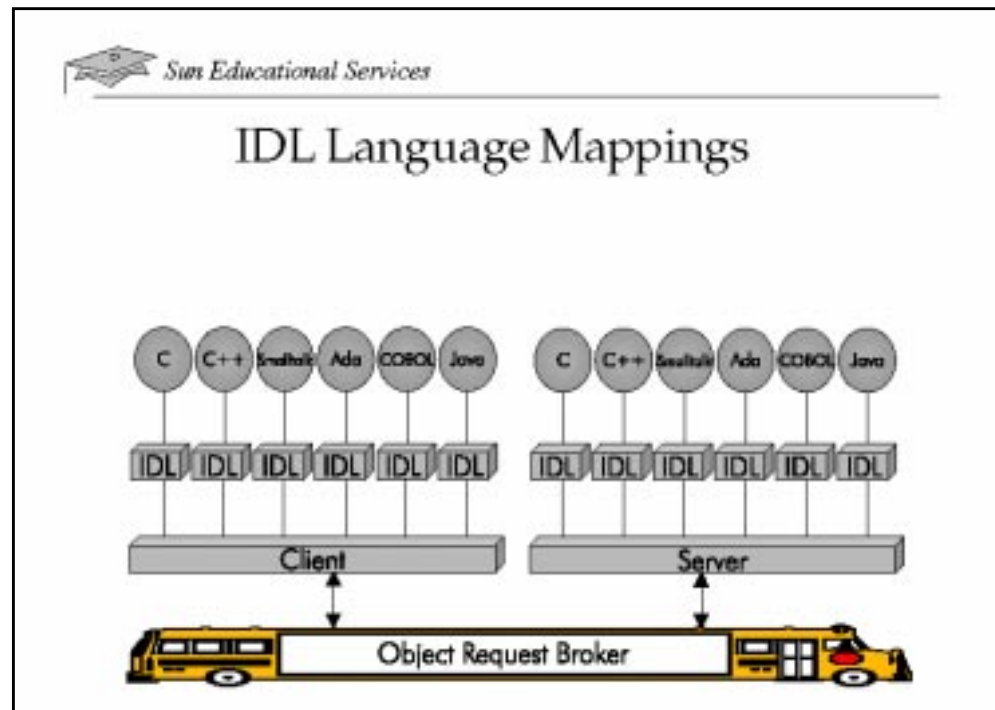 Sun Educational Services
IDL Language Mappings
C C++ Smalltalk Ada COBOL Java C C++ Smalltalk Ada COBOL Java
IDL IDL IDL IDL IDL IDL IDL IDL IDL IDL IDL IDL
Client Server
Object Request Broker